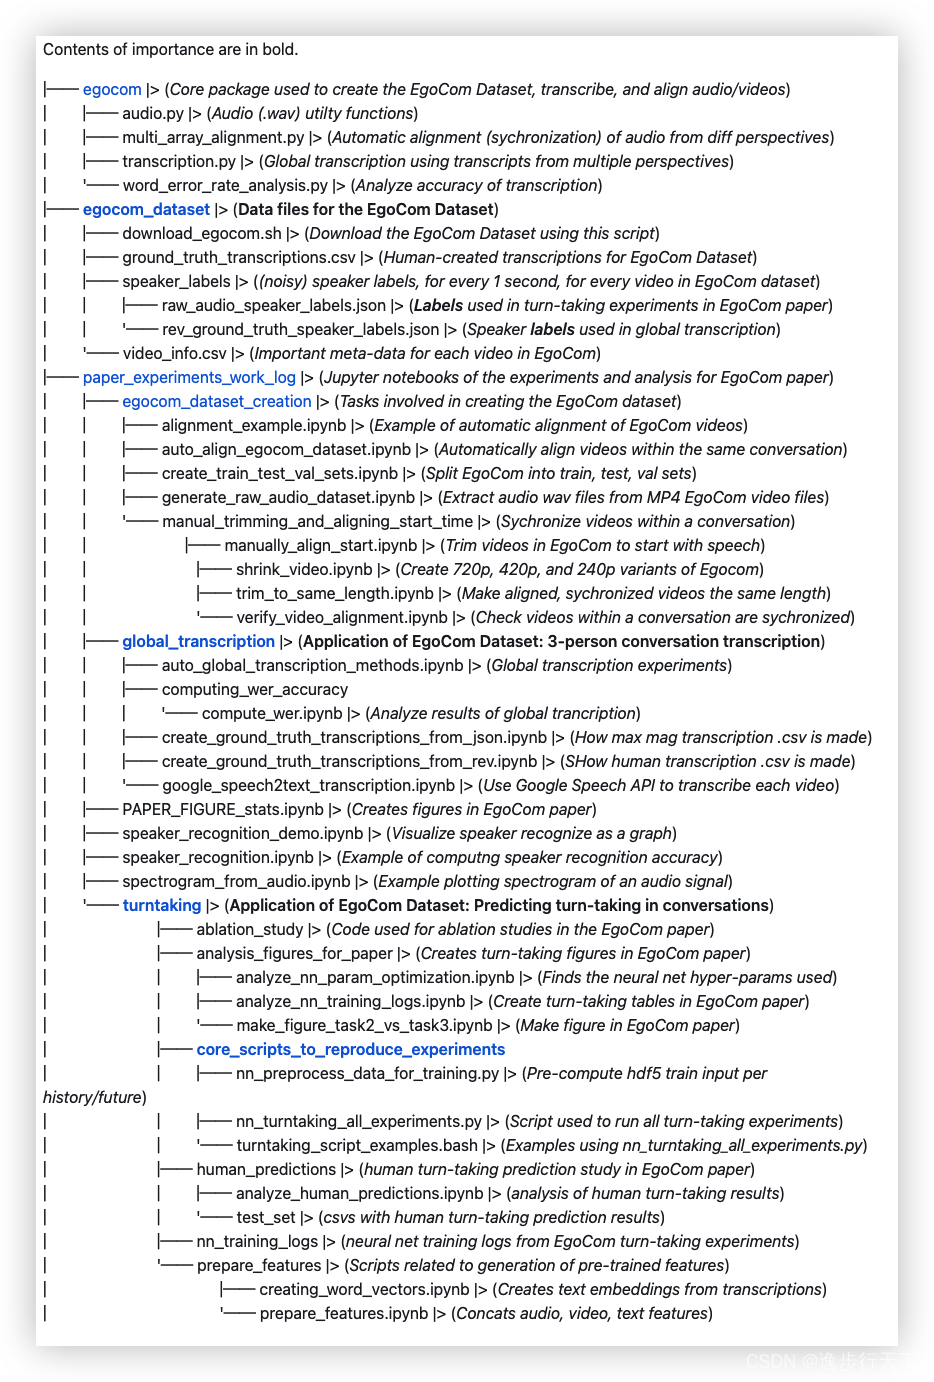 Contents of importance are in bold.
|── egocom |> (Core package used to create the EgoCom Dataset, transcribe, and align audio/videos)
| |── audio.py |> (Audio (.wav) utilty functions)
| |── multi_array_alignment.py |> (Automatic alignment (sychronization) of audio from diff perspectives)
| |── transcription.py |> (Global transcription using transcripts from multiple perspectives)
| '── word_error_rate_analysis.py |> (Analyze accuracy of transcription)
|── egocom_dataset |> (Data files for the EgoCom Dataset)
| |── download_egocom.sh |> (Download the EgoCom Dataset using this script)
| |── ground_truth_transcriptions.csv |> (Human-created transcriptions for EgoCom Dataset)
| |── speaker_labels |> ((noisy) speaker labels, for every 1 second, for every video in EgoCom dataset)
| | |── raw_audio_speaker_labels.json |> (Labels used in turn-taking experiments in EgoCom paper)
| | '── rev_ground_truth_speaker_labels.json |> (Speaker labels used in global transcription)
| '── video_info.csv |> (Important meta-data for each video in EgoCom)
|── paper_experiments_work_log |> (Jupyter notebooks of the experiments and analysis for EgoCom paper)
| |── egocom_dataset_creation |> (Tasks involved in creating the EgoCom dataset)
| | |── alignment_example.ipynb |> (Example of automatic alignment of EgoCom videos)
| | |── auto_align_egocom_dataset.ipynb |> (Automatically align videos within the same conversation)
| | |── create_train_test_val_sets.ipynb |> (Split EgoCom into train, test, val sets)
| | |── generate_raw_audio_dataset.ipynb |> (Extract audio wav files from MP4 EgoCom video files)
| | '── manual_trimming_and_aligning_start_time |> (Sychronize videos within a conversation)
| | |── manually_align_start.ipynb |> (Trim videos in EgoCom to start with speech)
| | |── shrink_video.ipynb |> (Create 720p, 420p, and 240p variants of Egocom)
| | |── trim_to_same_length.ipynb |> (Make aligned, sychronized videos the same length)
| | '── verify_video_alignment.ipynb |> (Check videos within a conversation are sychronized)
| |── global_transcription |> (Application of EgoCom Dataset: 3-person conversation transcription)
| | |── auto_global_transcription_methods.ipynb |> (Global transcription experiments)
| | |── computing_wer_accuracy
| | | '── compute_wer.ipynb |> (Analyze results of global trancription)
| | |── create_ground_truth_transcriptions_from_json.ipynb |> (How max mag transcription .csv is made)
| | |── create_ground_truth_transcriptions_from_rev.ipynb |> (SHow human transcription .csv is made)
| | '── google_speech2text_transcription.ipynb |> (Use Google Speech API to transcribe each video)
| |── PAPER_FIGURE_stats.ipynb |> (Creates figures in EgoCom paper)
| |── speaker_recognition_demo.ipynb |> (Visualize speaker recognize as a graph)
| |── speaker_recognition.ipynb |> (Example of computng speaker recognition accuracy)
| |── spectrogram_from_audio.ipynb |> (Example plotting spectrogram of an audio signal)
| '── turntaking |> (Application of EgoCom Dataset: Predicting turn-taking in conversations)
| |── ablation_study |> (Code used for ablation studies in the EgoCom paper)
| |── analysis_figures_for_paper |> (Creates turn-taking figures in EgoCom paper)
| | |── analyze_nn_param_optimization.ipynb |> (Finds the neural net hyper-params used)
| | |── analyze_nn_training_logs.ipynb |> (Create turn-taking tables in EgoCom paper)
| | '── make_figure_task2_vs_task3.ipynb |> (Make figure in EgoCom paper)
| |── core_scripts_to_reproduce_experiments
| | |── nn_preprocess_data_for_training.py |> (Pre-compute hdf5 train input per
history/future)
| | |── nn_turntaking_all_experiments.py |> (Script used to run all turn-taking experiments)
| | '── turntaking_script_examples.bash |> (Examples using nn_turntaking_all_experiments.py)
| |── human_predictions |> (human turn-taking prediction study in EgoCom paper)
| | |── analyze_human_predictions.ipynb |> (analysis of human turn-taking results)
| | '── test_set |> (csvs with human turn-taking prediction results)
| |── nn_training_logs |> (neural net training logs from EgoCom turn-taking experiments)
| '── prepare_features |> (Scripts related to generation of pre-trained features)
| |── creating_word_vectors.ipynb |> (Creates text embeddings from transcriptions)
| '── prepare_features.ipynb |> (Concats audio, video, text features)
CSDN